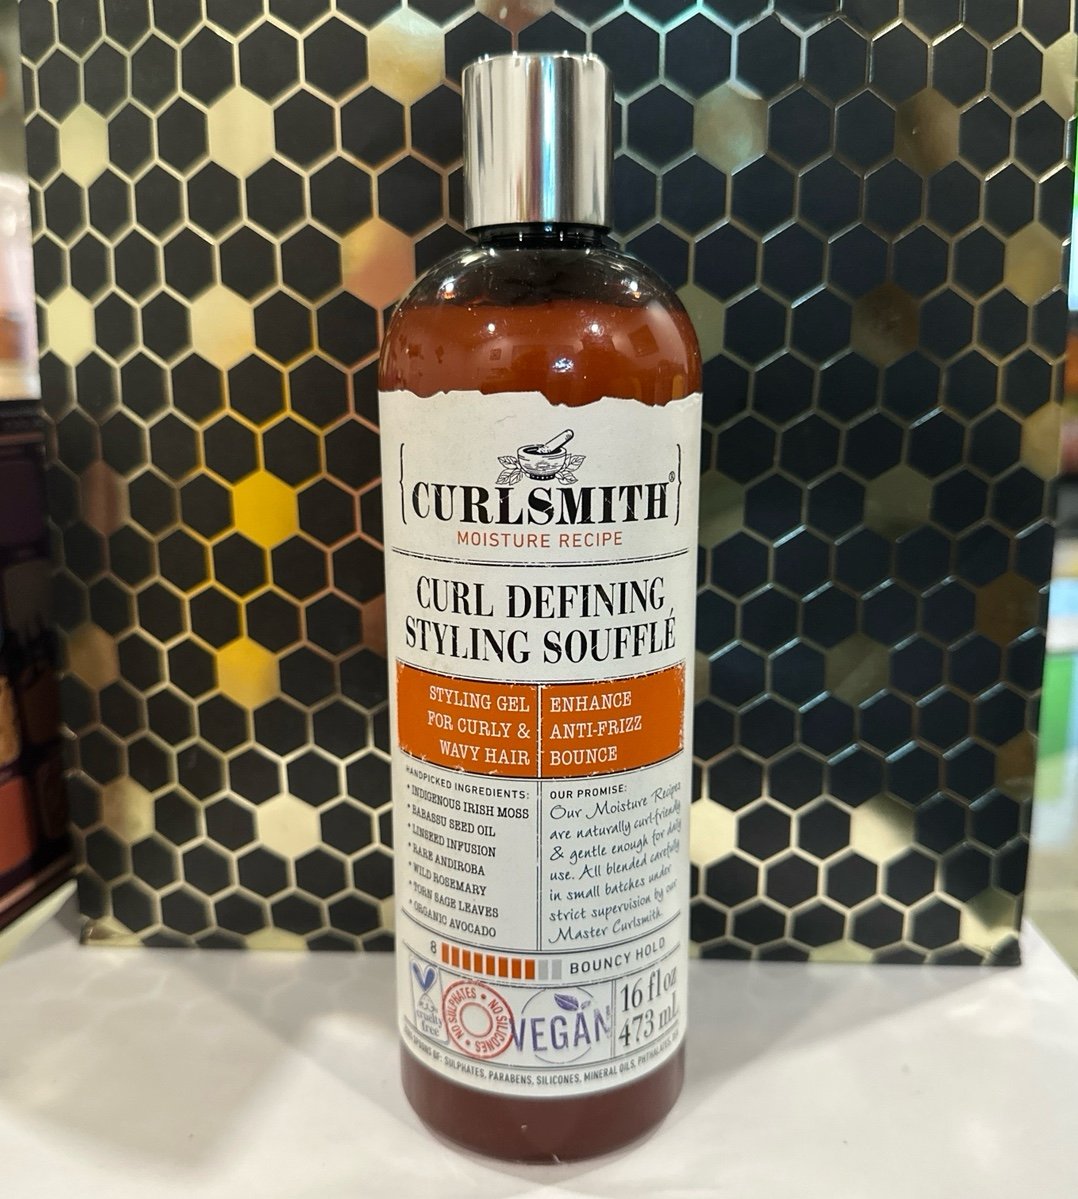 {CURLSMITH®}
MOISTURE RECIPE
CURL DEFINING
STYLING SOUFFLÉ
STYLING GEL
FOR CURLY &
WAVY HAIR
ENHANCE
ANTI-FRIZZ
BOUNCE
HANDPICKED INGREDIENTS:
• INDIGENOUS IRISH MOSS
• BABASSU SEED OIL
• LINSEED INFUSION
• RARE ANDIROBA
• WILD ROSEMARY
• TORN SAGE LEAVES
• ORGANIC AVOCADO
OUR PROMISE:
Our Moisture Recipes
are naturally curl-friendly
& gentle enough for daily
use. All blended carefully
in small batches under
strict supervision by our
Master Curlsmith
8
BOUNCY HOLD
cruelty
free
NO SULPHATES • NO SILICONES •
VEGAN
16 fl oz
473 mL
OF: SULPHATES, PARABENS, SILICONES, MINERAL OILS, PHTHALATES,